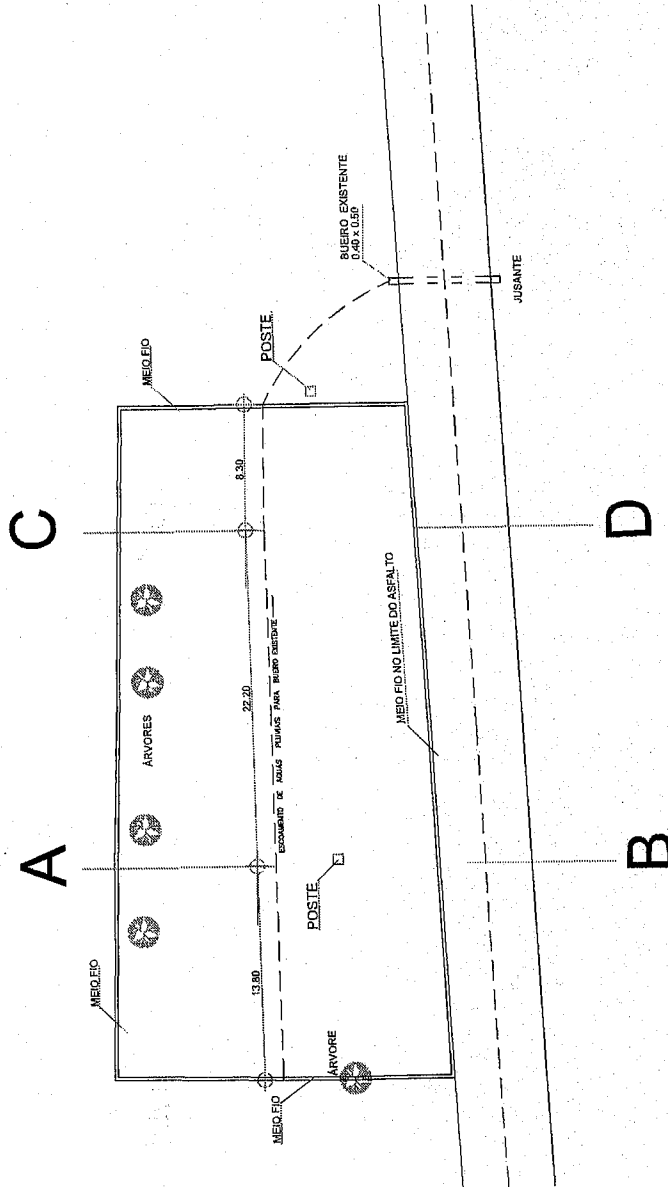 C
A
MEIO FIO
MEIO FIO
ÁRVORES
8.30
22.20
13.80
ESCOAMENTO DE AGUÁS PLUVIAIS PARA BUEIRO EXISTENTE
POSTE
POSTE
BUEIRO EXISTENTE
0.40 x 0.50
JUSANTE
MEIO FIO
ÁRVORE
MEIO FIO NO LIMITE DO ASFALTO
D
B